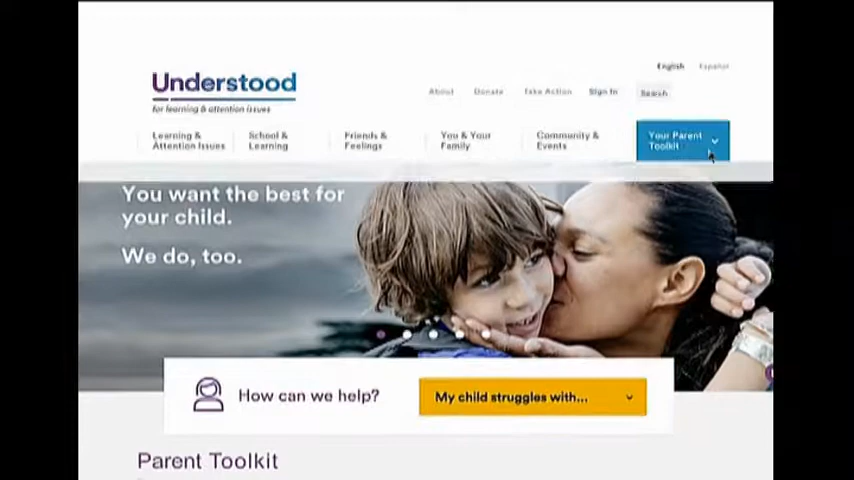 English Español
Understood
for learning & attention issues
About Donate Take Action Sign In Search
Learning &
Attention Issues
School &
Learning
Friends &
Feelings
You & Your
Family
Community &
Events
Your Parent
Toolkit
You want the best for
your child.
We do, too.
How can we help?
My child struggles with...
Parent Toolkit